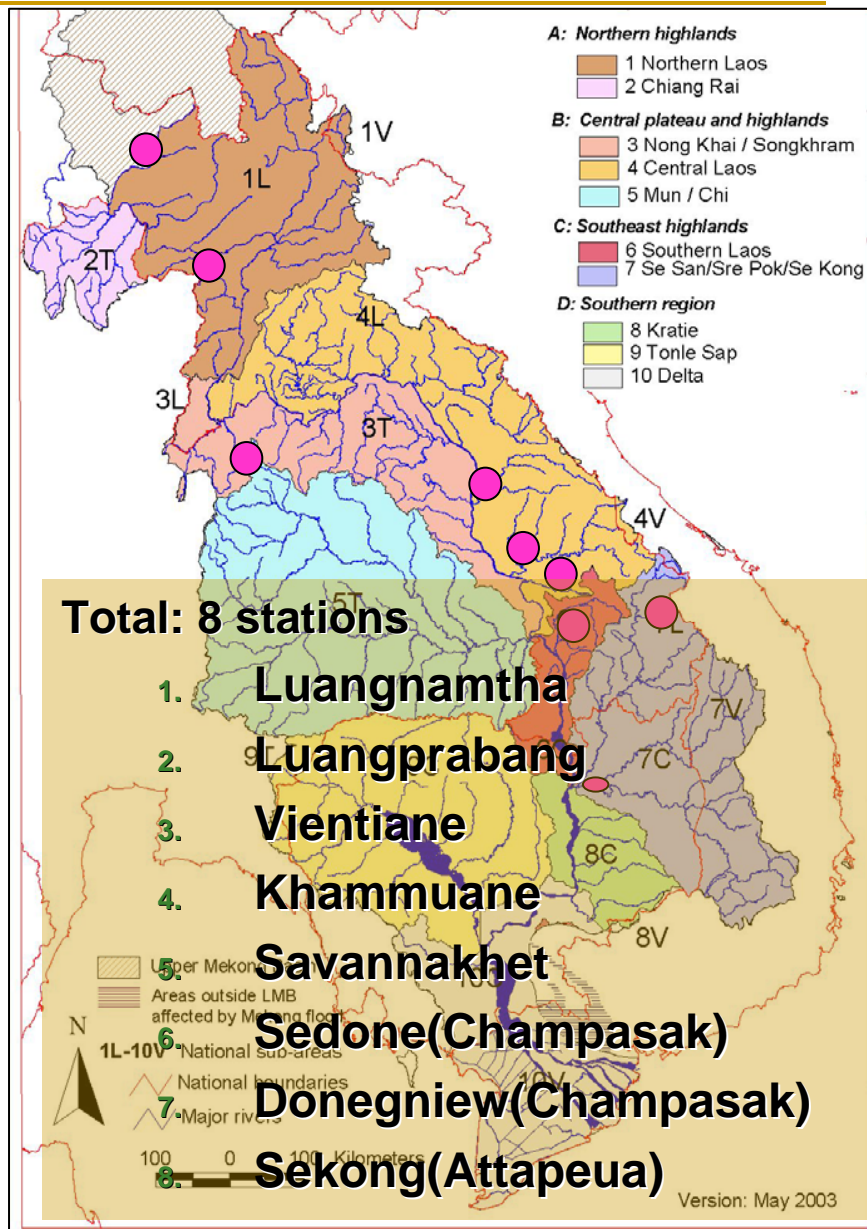 A: Northern highlands
1 Northern Laos
2 Chiang Rai
B: Central plateau and highlands
3 Nong Khai / Songkhram
4 Central Laos
5 Mun / Chi
C: Southeast highlands
6 Southern Laos
7 Se San/Sre Pok/Se Kong
D: Southern region
8 Kratie
9 Tonle Sap
10 Delta
1V
1L
2T
4L
3L
3T
4V
5T
7V
9T
7C
8C
8V
10V
Total: 8 stations
1. Luangnamtha
2. Luangprabang
3. Vientiane
4. Khammuane
5. Savannakhet
6. Sedone(Champasak)
7. Donegniew(Champasak)
8. Sekong(Attapeua)
Upper Mekong
Areas outside LMB
affected by Mekong flood
N
1L-10V National sub-areas
National boundaries
Major rivers
100 0 100 Kilometers
Version: May 2003